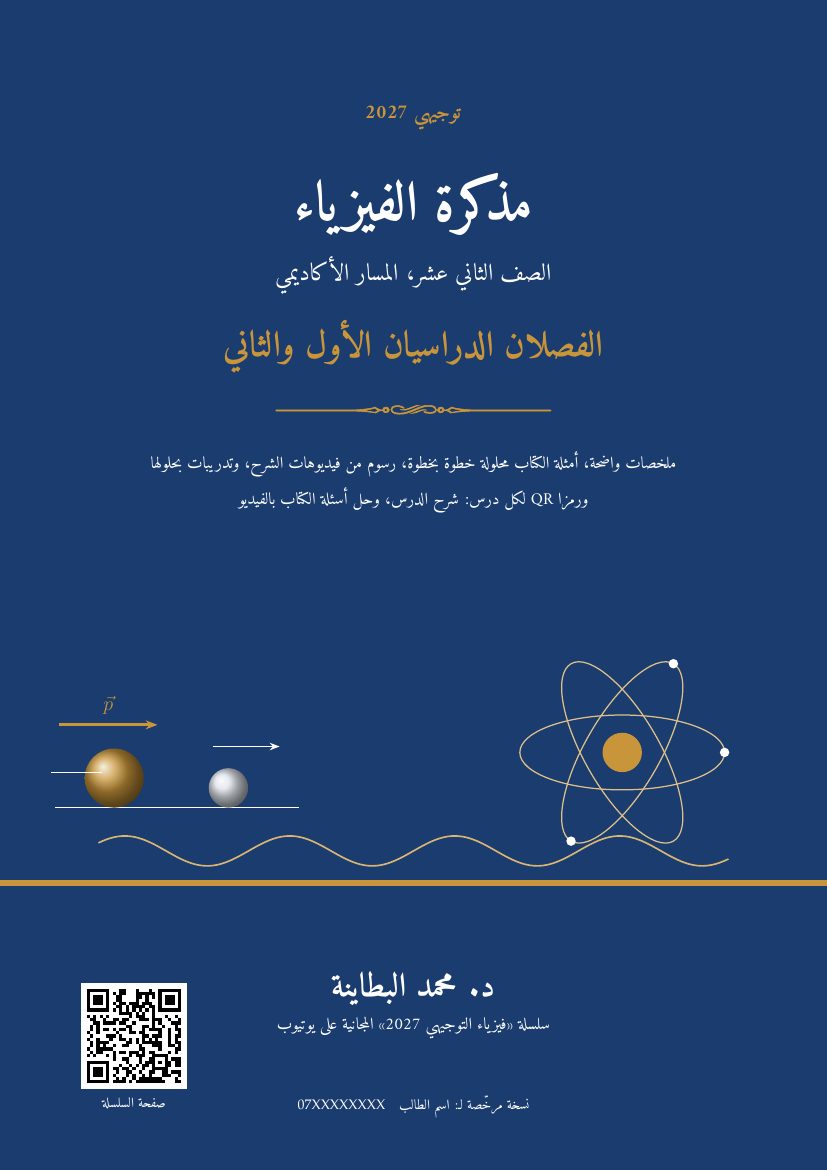 توجيهي 2027
مذكرة الفيزياء
الصف الثاني عشر، المسار الأكاديمي
الفصلان الدراسيان الأول والثاني
ملخصات واضحة، أمثلة الكتاب محلولة خطوة بخطوة، رسوم من فيديوهات الشرح، وتدريبات بحلولها
ورمزا QR لكل درس: شرح الدرس، وحل أسئلة الكتاب بالفيديو
p⃗
د. محمد البطاينة
سلسلة «فيزياء التوجيهي 2027» المجانية على يوتيوب
صفحة السلسلة
نسخة مرخّصة لـ: اسم الطالب 07XXXXXXXX